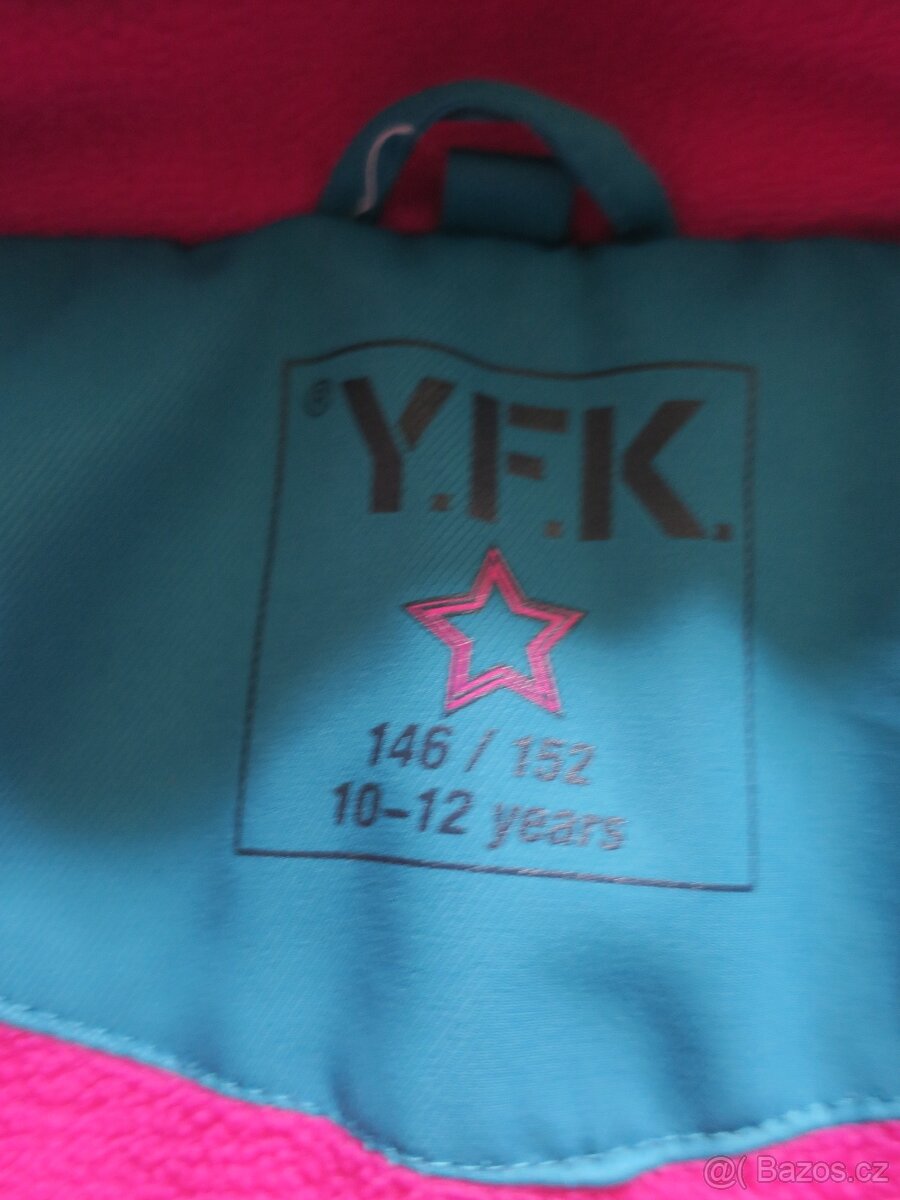 ® Y.F.K.
146 / 152
10-12 years
@( Bazos.cz